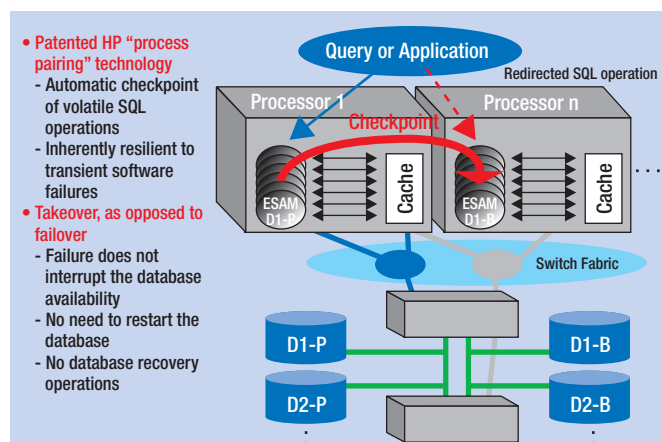 • Patented HP “process
pairing” technology
- Automatic checkpoint
of volatile SQL
operations
- Inherently resilient to
transient software
failures
• Takeover, as opposed to
failover
- Failure does not
interrupt the database
availability
- No need to restart the
database
- No database recovery
operations
Query or Application
Redirected SQL operation
Processor 1
Processor n
Checkpoint
ESAM
D1-P
Cache
ESAM
D1-B
Cache
. . .
Switch Fabric
D1-P
D1-B
D2-P
D2-B
.
.